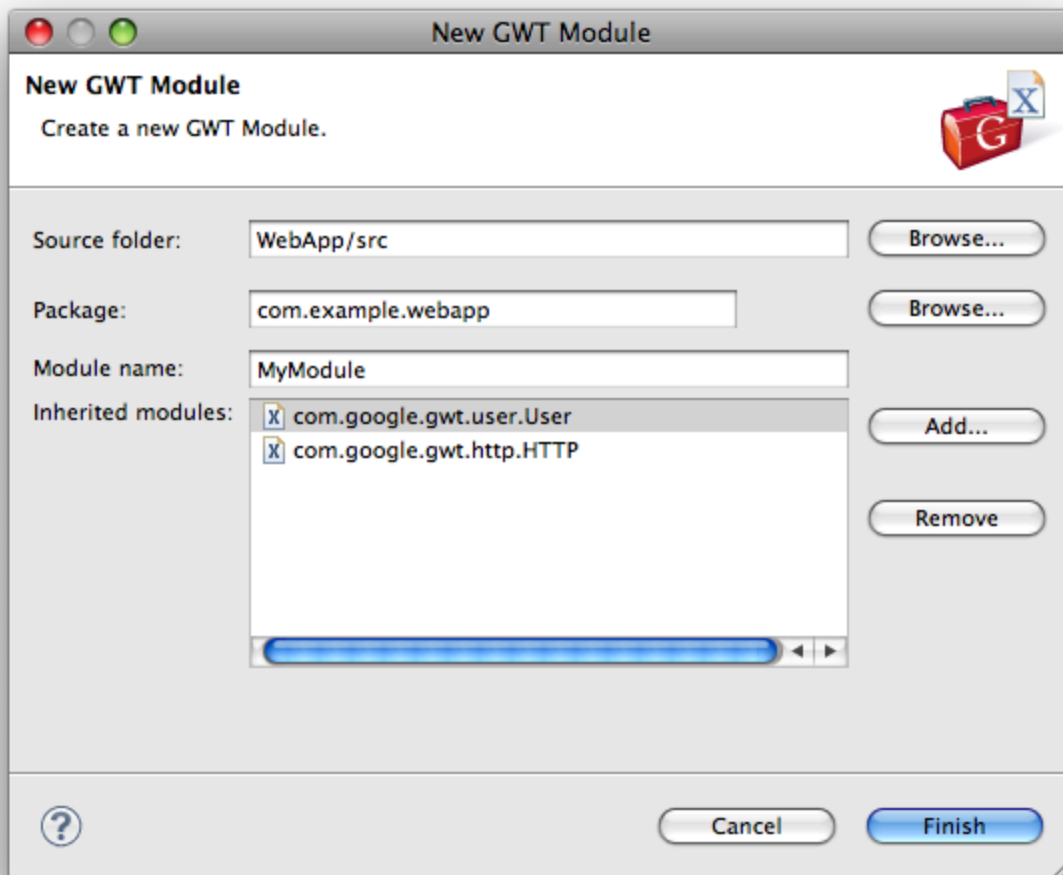 New GWT Module
New GWT Module
Create a new GWT Module.
X
G
Source folder: WebApp/src Browse...
Package: com.example.webapp Browse...
Module name: MyModule
Inherited modules: X com.google.gwt.user.User Add...
X com.google.gwt.http.HTTP
Remove
? Cancel Finish